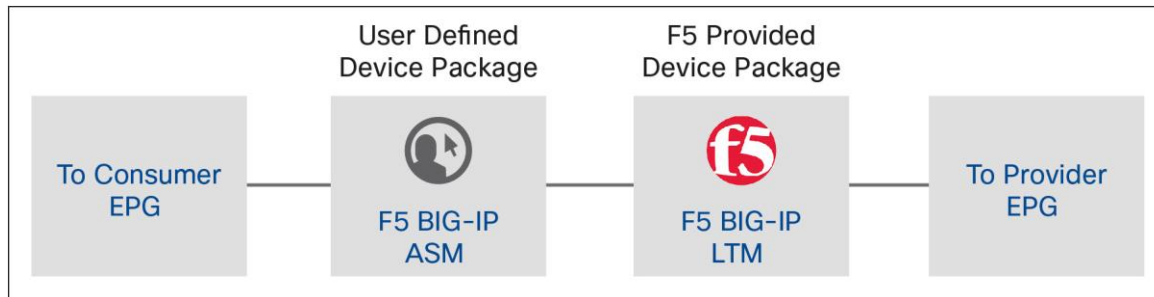 User Defined
Device Package
F5 Provided
Device Package
To Consumer
EPG
F5 BIG-IP
ASM
f5
F5 BIG-IP
LTM
To Provider
EPG